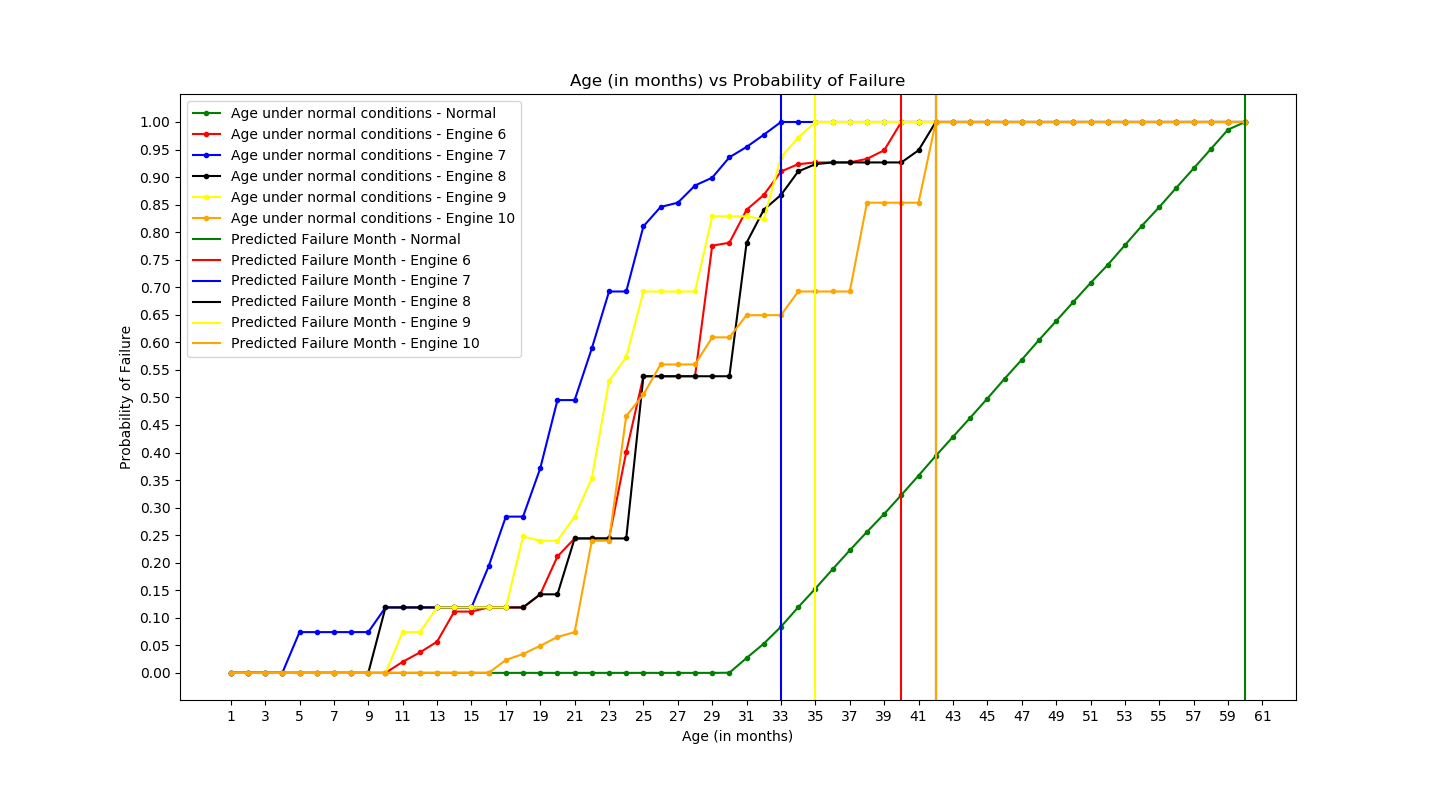 Age (in months) vs Probability of Failure
Age under normal conditions - Normal
Age under normal conditions - Engine 6
Age under normal conditions - Engine 7
Age under normal conditions - Engine 8
Age under normal conditions - Engine 9
Age under normal conditions - Engine 10
Predicted Failure Month - Normal
Predicted Failure Month - Engine 6
Predicted Failure Month - Engine 7
Predicted Failure Month - Engine 8
Predicted Failure Month - Engine 9
Predicted Failure Month - Engine 10
Probability of Failure
1.00
0.95
0.90
0.85
0.80
0.75
0.70
0.65
0.60
0.55
0.50
0.45
0.40
0.35
0.30
0.25
0.20
0.15
0.10
0.05
0.00
1 3 5 7 9 11 13 15 17 19 21 23 25 27 29 31 33 35 37 39 41 43 45 47 49 51 53 55 57 59 61
Age (in months)